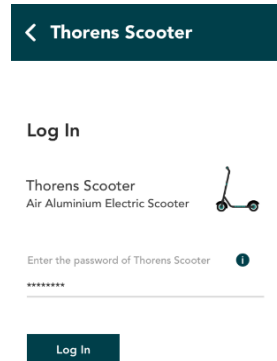 Thorens Scooter
Log In
Thorens Scooter
Air Aluminium Electric Scooter
Enter the password of Thorens Scooter
********
Log In